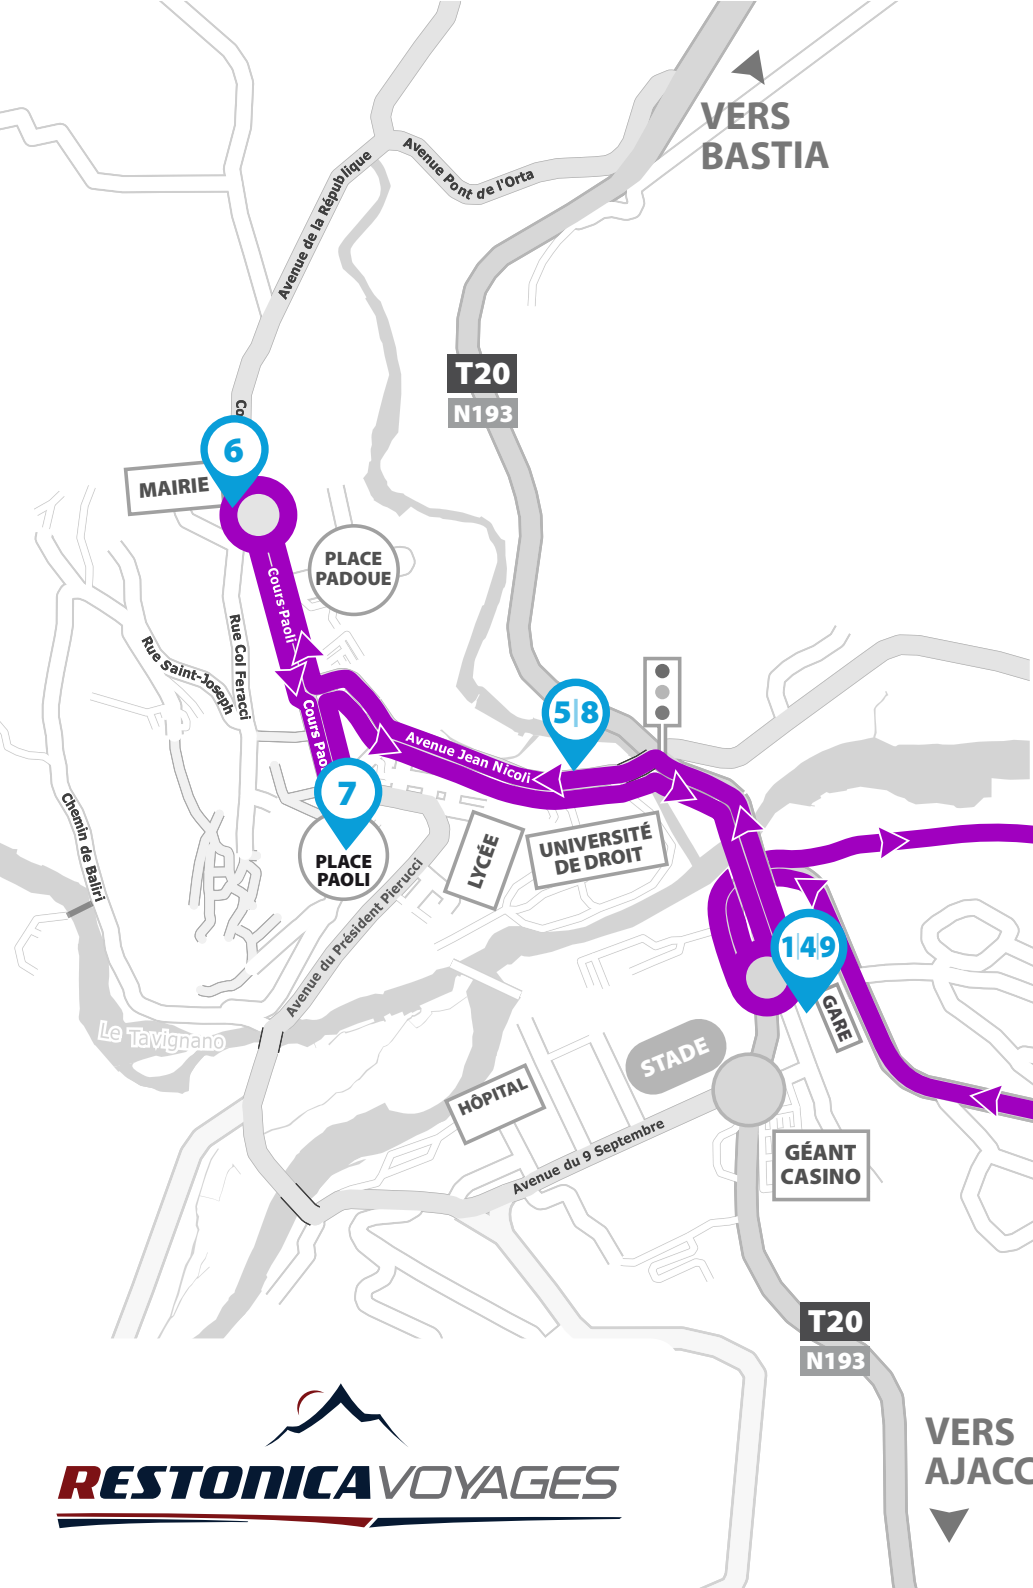 VERS
BASTIA
Avenue Pont de l'Orta
Avenue de la République
T20
N193
Co
6
MAIRIE
PLACE
PADOUE
Cours-Paoli
Rue Col Feracci
Rue Saint-Joseph
Cours Pao
5|8
Avenue Jean Nicoli
7
PLACE
PAOLI
LYCÉE
UNIVERSITÉ
DE DROIT
Chemin de Baliri
Avenue du Président Pierucci
1|4|9
GARE
Le Tavignano
STADE
HÔPITAL
Avenue du 9 Septembre
GÉANT
CASINO
T20
N193
VERS
AJACC
RESTONICA VOYAGES